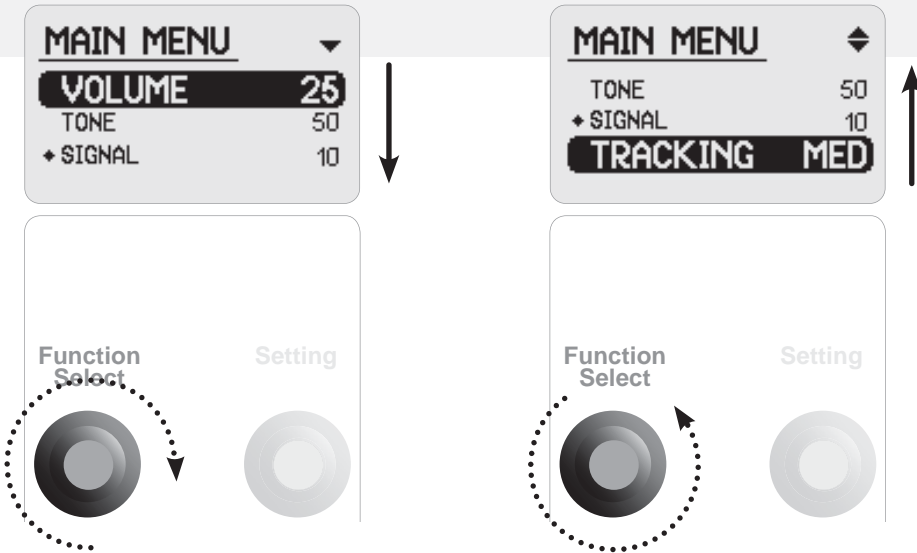 MAIN MENU
VOLUME 25
TONE 50
SIGNAL 10
Function
Select
Setting
MAIN MENU
TONE 50
SIGNAL 10
TRACKING MED
Function
Select
Setting